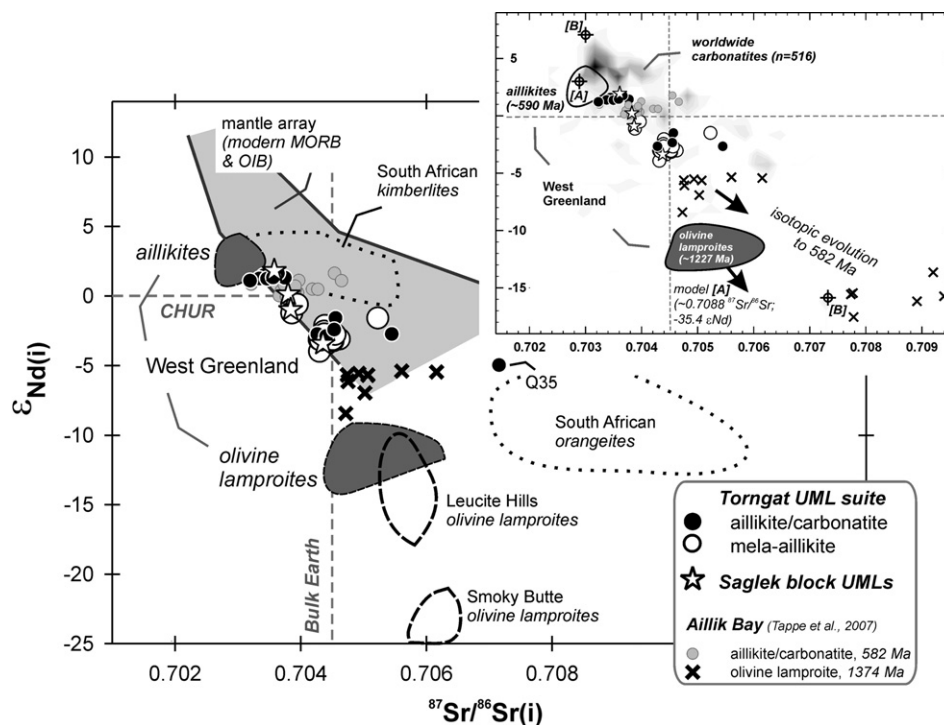 [B]
worldwide
carbonatites (n=516)
5
aillikites
(~590 Ma)
[A]
-5
West
Greenland
isotopic evolution
to 582 Ma
-10
olivine
lamproites
(~1227 Ma)
model [A]
(~0.7088 ⁸⁷Sr/⁸⁶Sr;
-35.4 εNd)
-15
[B]
0.702 0.703 0.704 0.705 0.706 0.707 0.708 0.709
10
mantle array
(modern MORB
& OIB)
South African
kimberlites
5
aillikites
0
CHUR
West Greenland
-5
Q35
-10
olivine
lamproites
South African
orangeites
Leucite Hills
olivine lamproites
-15
-20
Smoky Butte
olivine lamproites
-25
Bulk Earth
εNd(i)
0.702 0.704 0.706 0.708
⁸⁷Sr/⁸⁶Sr(i)
Torngat UML suite
aillikite/carbonatite
mela-aillikite
Saglek block UMLs
Aillik Bay (Tappe et al., 2007)
aillikite/carbonatite, 582 Ma
olivine lamproite, 1374 Ma